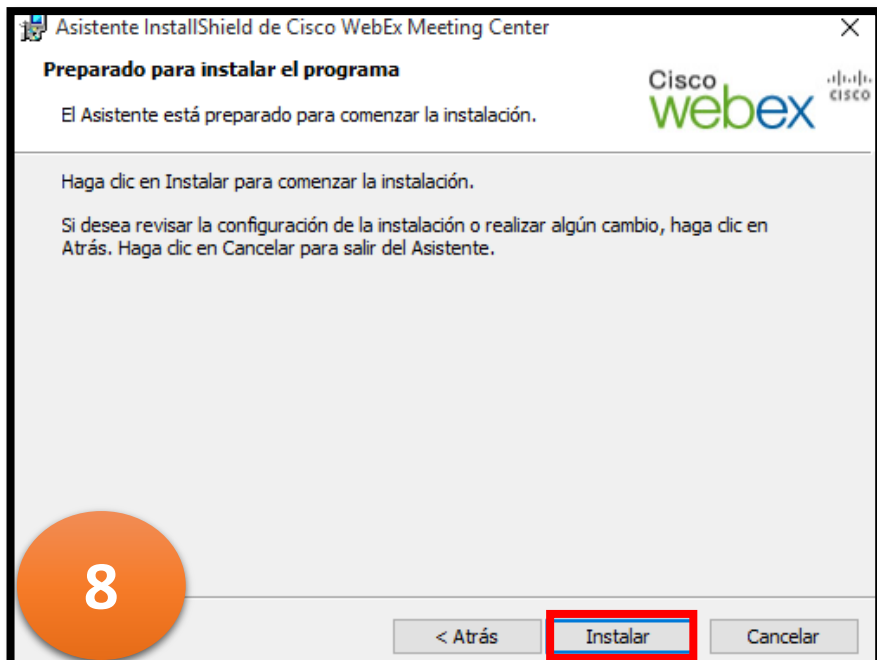 Asistente InstallShield de Cisco WebEx Meeting Center
Preparado para instalar el programa
El Asistente está preparado para comenzar la instalación.
Cisco
webex
cisco
Haga clic en Instalar para comenzar la instalación.
Si desea revisar la configuración de la instalación o realizar algún cambio, haga clic en
Atrás. Haga clic en Cancelar para salir del Asistente.
8
< Atrás Instalar Cancelar